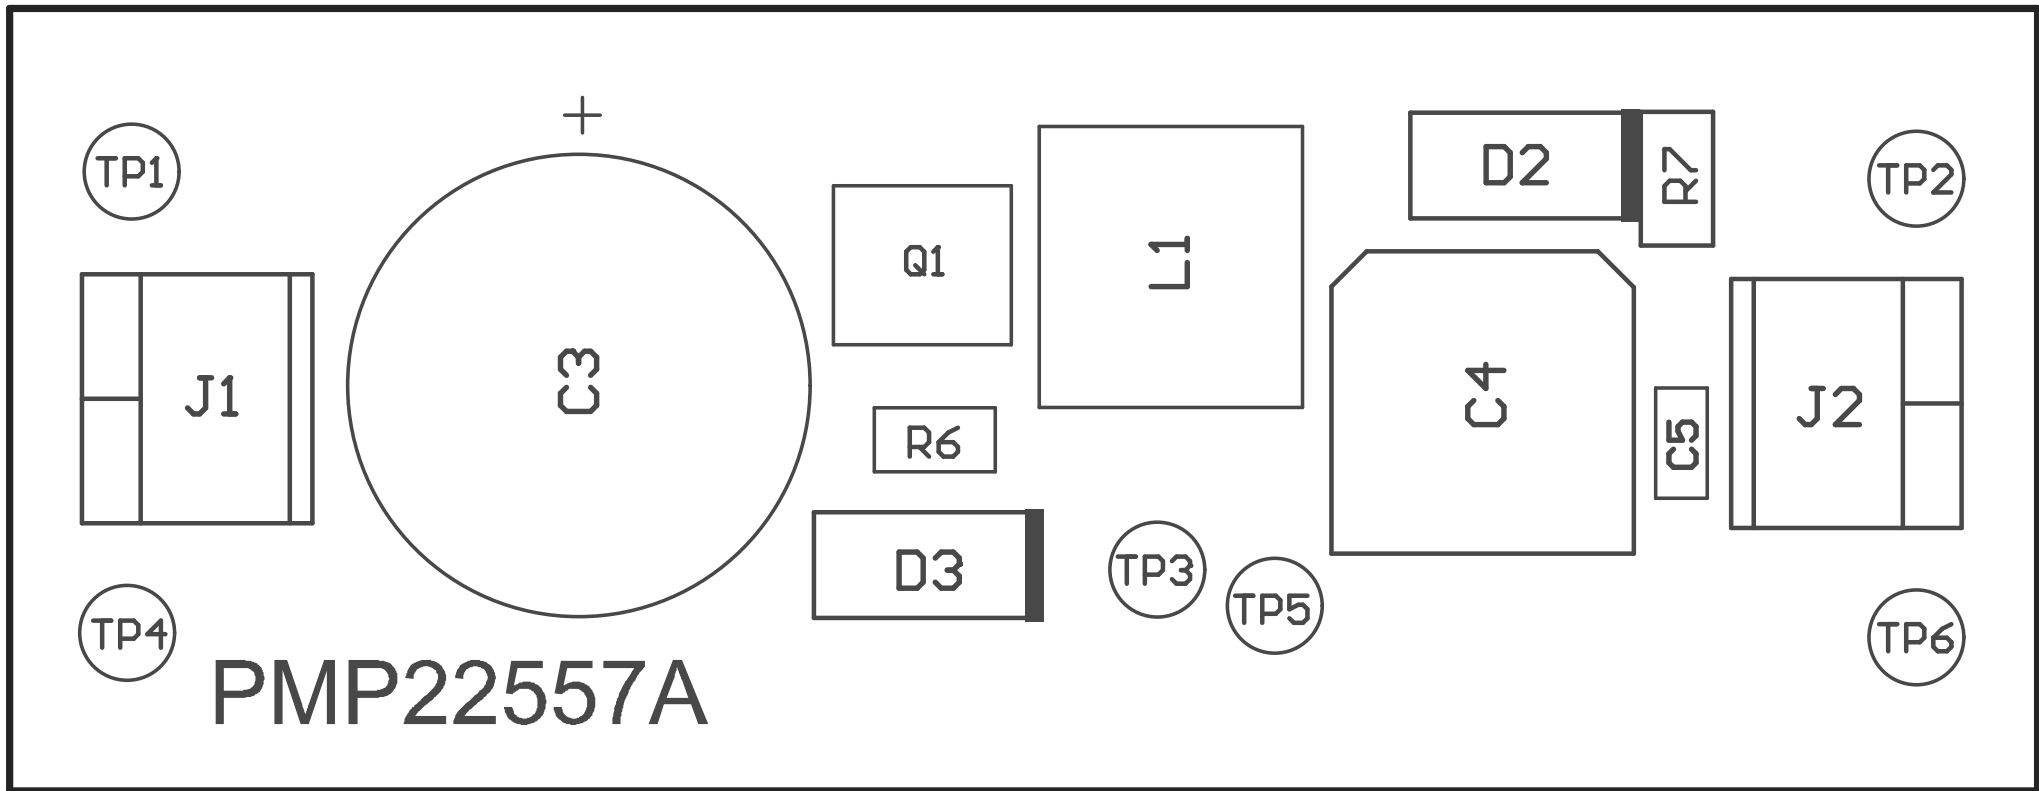 TP1
Q1
L1
D2
R7
TP2
J1
C3
R6
C4
C5
J2
D3
TP3
TP5
TP4
TP6
PMP22557A